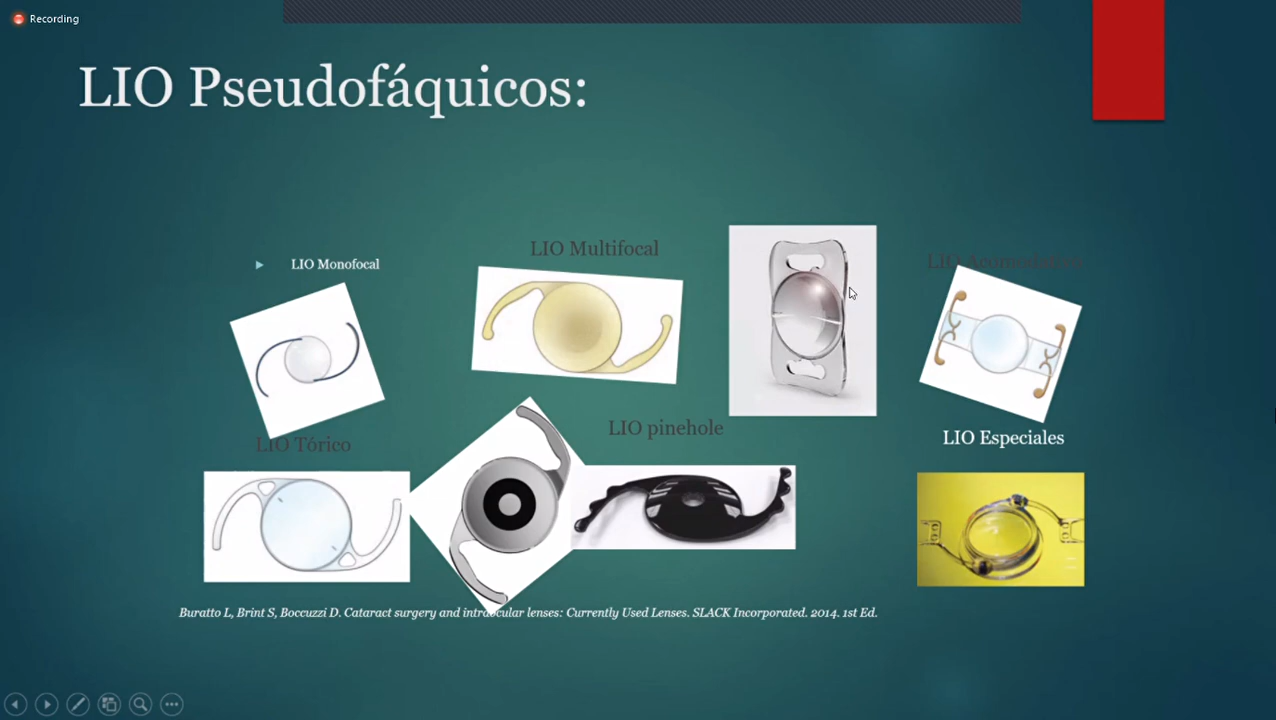 Recording
LIO Pseudofáquicos:
LIO Monofocal
LIO Multifocal
LIO
LIO Tórico
LIO pinehole
LIO Especiales
Buratto L, Brint S, Boccuzzi D. Cataract surgery and intraocular lenses: Currently Used Lenses. SLACK Incorporated. 2014. 1st Ed.